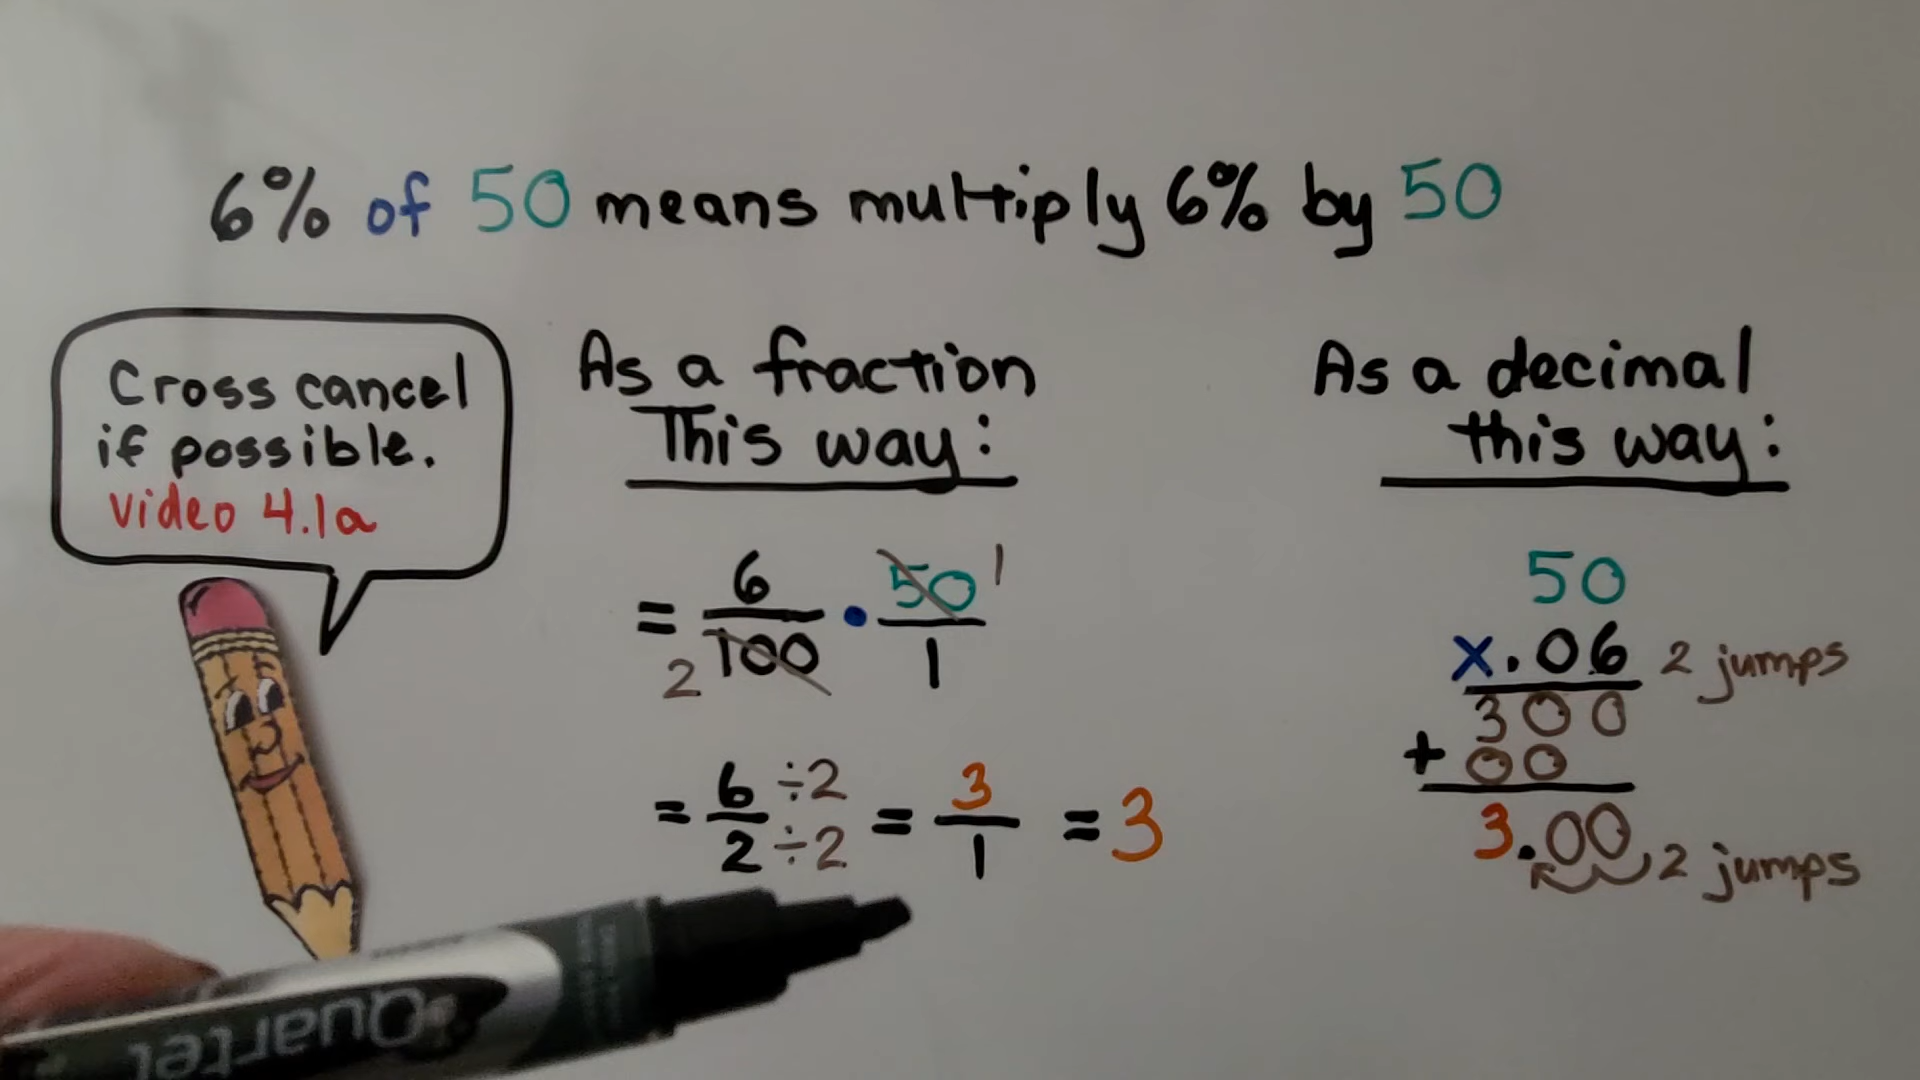 6% of 50 means multiply 6% by 50
Cross cancel
if possible.
video 4.1a
As a fraction
This way:
= 6/100 • 50/1 1
2
= 6/2 ÷2 ÷2 = 3/1 = 3
As a decimal
this way:
50
x.06 2 jumps
300
+ 00
3.00 2 jumps
Quartet